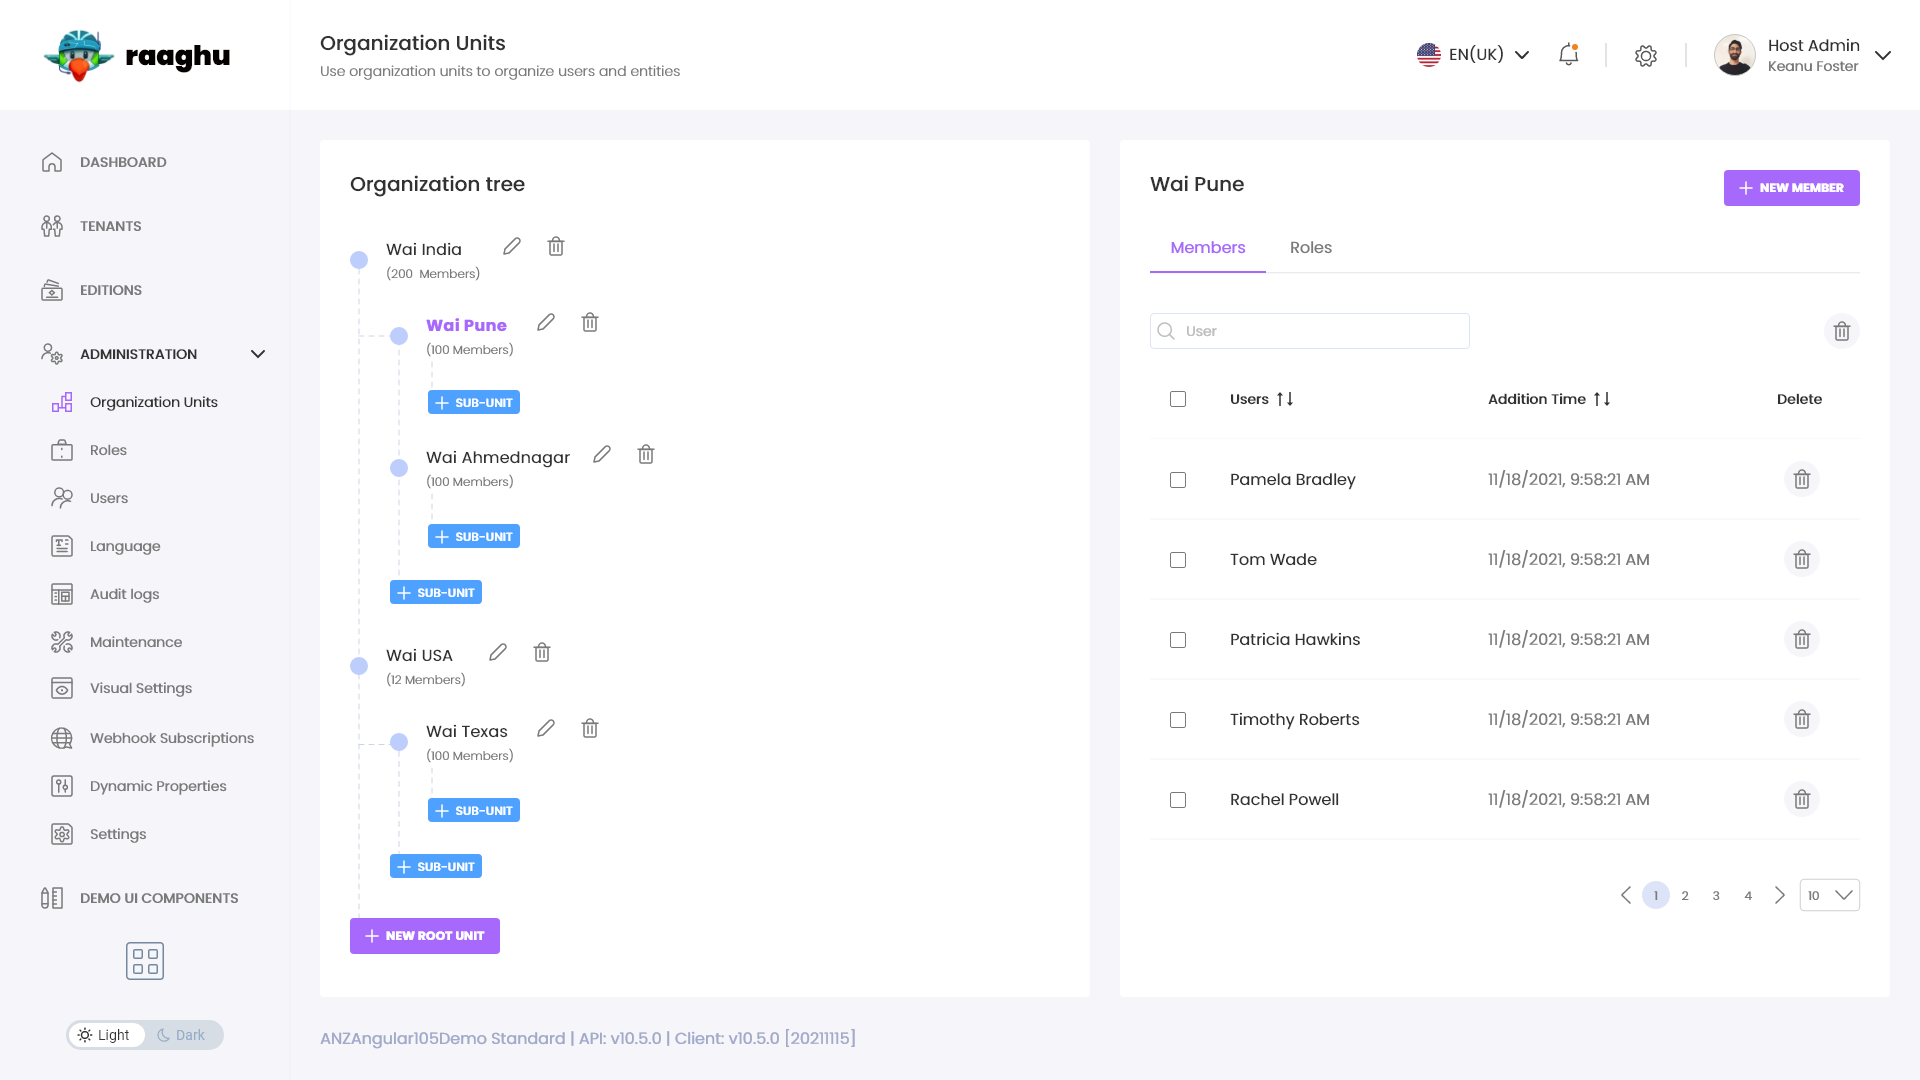 raaghu
Organization Units
Use organization units to organize users and entities
EN(UK)
Host Admin
Keanu Foster
DASHBOARD
TENANTS
EDITIONS
ADMINISTRATION
Organization Units
Roles
Users
Language
Audit logs
Maintenance
Visual Settings
Webhook Subscriptions
Dynamic Properties
Settings
DEMO UI COMPONENTS
Light
Dark
Organization tree
Wai India
(200 Members)
Wai Pune
(100 Members)
SUB-UNIT
Wai Ahmednagar
(100 Members)
SUB-UNIT
SUB-UNIT
Wai USA
(12 Members)
Wai Texas
(100 Members)
SUB-UNIT
SUB-UNIT
NEW ROOT UNIT
Wai Pune
NEW MEMBER
Members Roles
User
Users Addition Time Delete
Pamela Bradley 11/18/2021, 9:58:21 AM
Tom Wade 11/18/2021, 9:58:21 AM
Patricia Hawkins 11/18/2021, 9:58:21 AM
Timothy Roberts 11/18/2021, 9:58:21 AM
Rachel Powell 11/18/2021, 9:58:21 AM
1 2 3 4 10
ANZAngular105Demo Standard | API: v10.5.0 | Client: v10.5.0 [20211115]